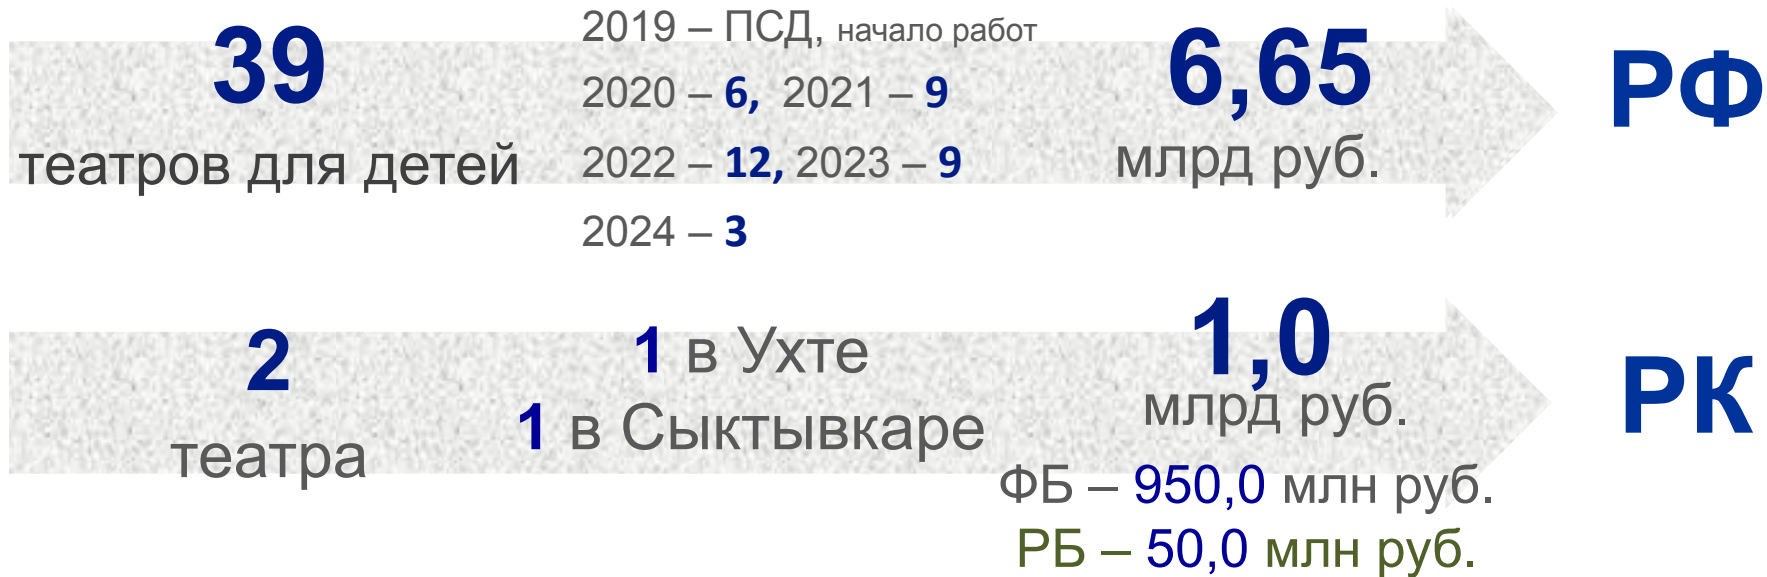 39
театров для детей
2019 – ПСД, начало работ
2020 – 6, 2021 – 9
2022 – 12, 2023 – 9
2024 – 3
6,65
млрд руб.
РФ
2
театра
1 в Ухте
1 в Сыктывкаре
1,0
млрд руб.
ФБ – 950,0 млн руб.
РБ – 50,0 млн руб.
РК